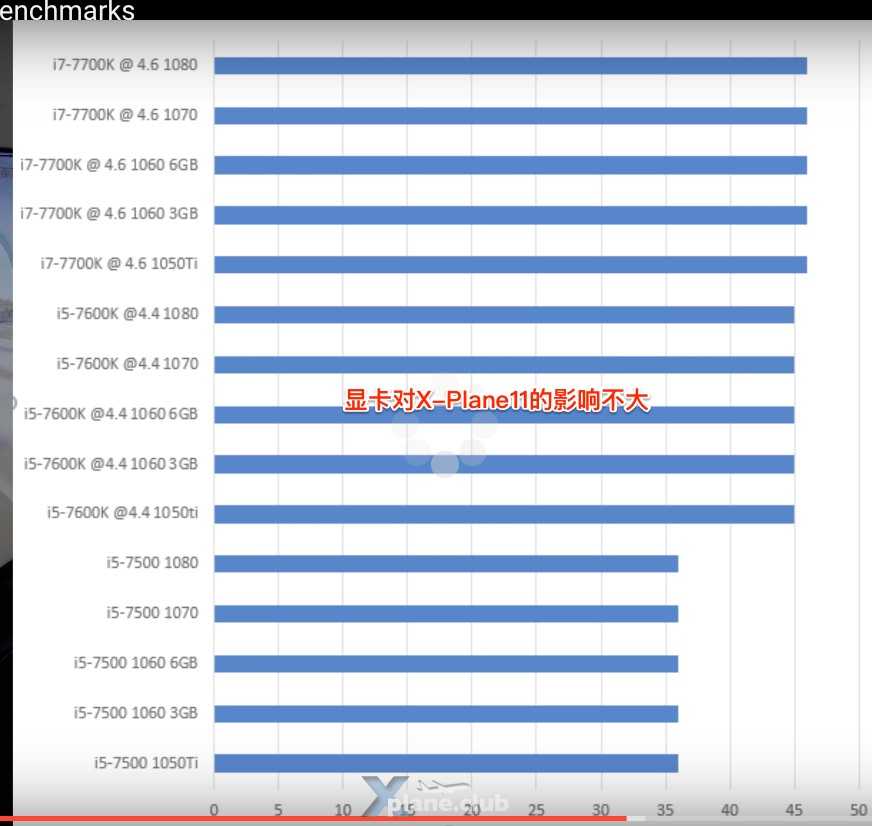 enchmarks
i7-7700K @ 4.6 1080
i7-7700K @ 4.6 1070
i7-7700K @ 4.6 1060 6GB
i7-7700K @ 4.6 1060 3GB
i7-7700K @ 4.6 1050Ti
i5-7600K @4.4 1080
i5-7600K @4.4 1070
显卡对X-Plane11的影响不大
i5-7600K @4.4 1060 6GB
i5-7600K @4.4 1060 3GB
i5-7600K @4.4 1050ti
i5-7500 1080
i5-7500 1070
i5-7500 1060 6GB
i5-7500 1060 3GB
i5-7500 1050Ti
0 5 10 15 20 25 30 35 40 45 50
X plane.club